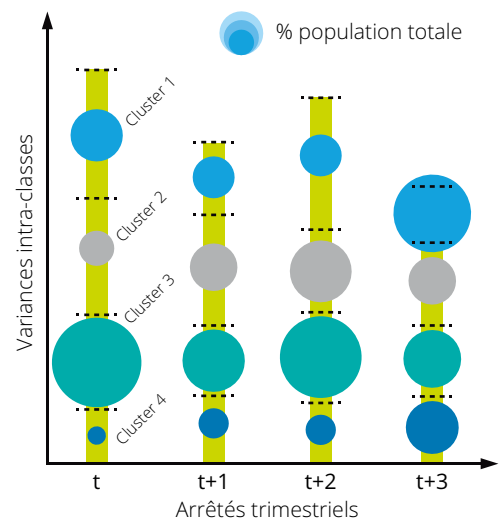 % population totale
Variances intra-classes
Cluster 1
Cluster 2
Cluster 3
Cluster 4
t
t+1
t+2
t+3
Arrêtés trimestriels